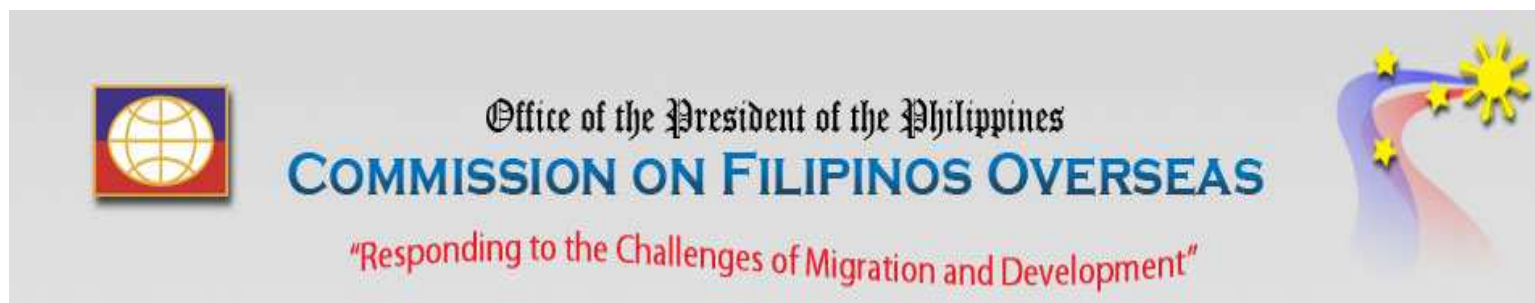 Office of the President of the Philippines
COMMISSION ON FILIPINOS OVERSEAS
"Responding to the Challenges of Migration and Development"